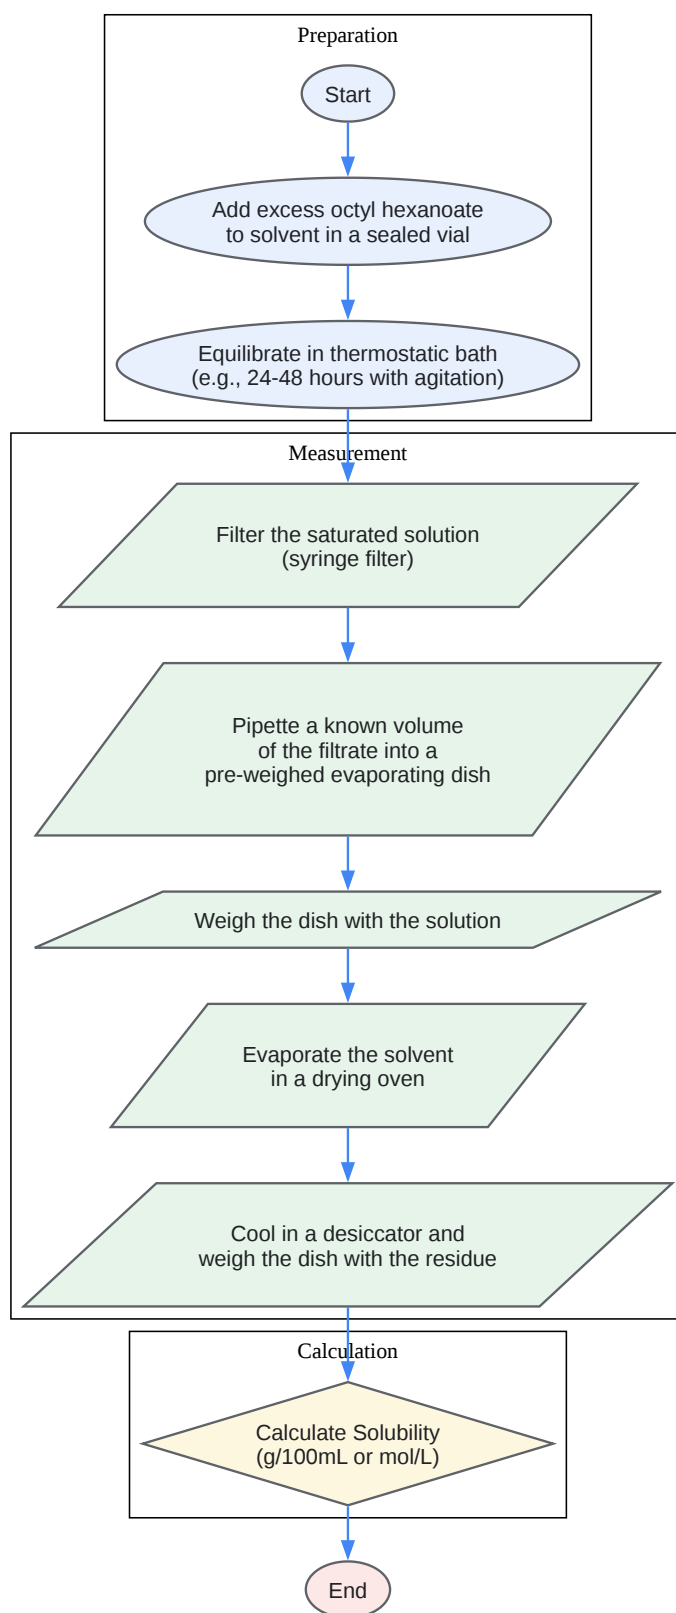 Preparation
Start
Add excess octyl hexanoate
to solvent in a sealed vial
Equilibrate in thermostatic bath
(e.g., 24-48 hours with agitation)
Measurement
Filter the saturated solution
(syringe filter)
Pipette a known volume
of the filtrate into a
pre-weighed evaporating dish
Weigh the dish with the solution
Evaporate the solvent
in a drying oven
Cool in a desiccator and
weigh the dish with the residue
Calculation
Calculate Solubility
(g/100mL or mol/L)
End